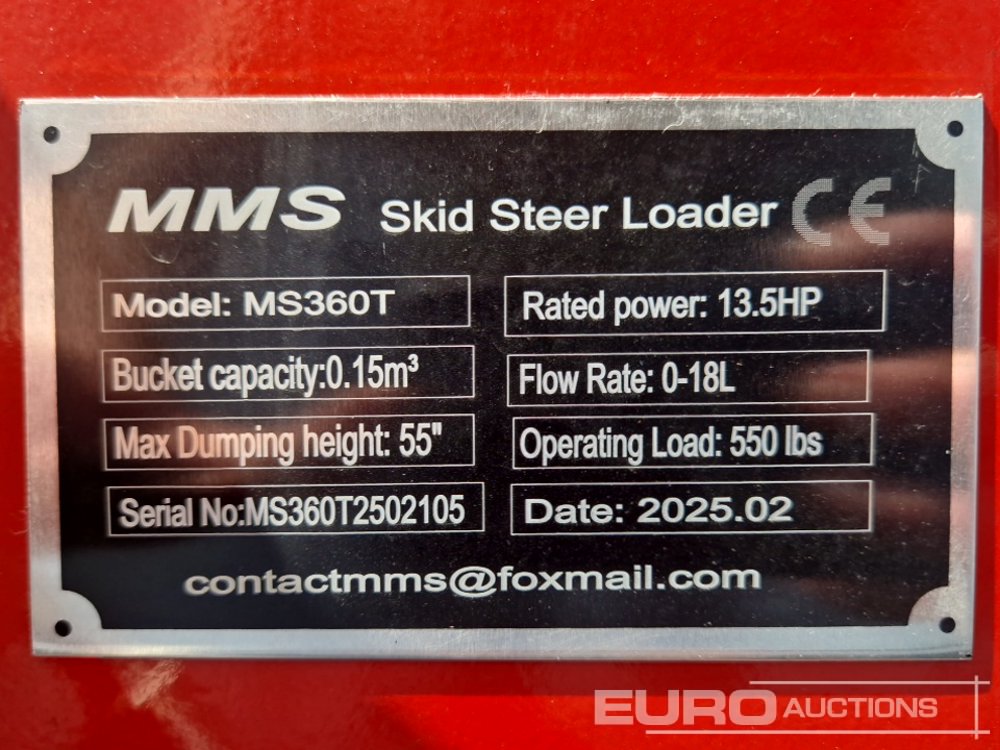 MMS Skid Steer Loader CE
Model: MS360T
Rated power: 13.5HP
Bucket capacity:0.15m³
Flow Rate: 0-18L
Max Dumping height: 55"
Operating Load: 550 lbs
Serial No:MS360T2502105
Date: 2025.02
contactmms@foxmail.com
EURO AUCTIONS